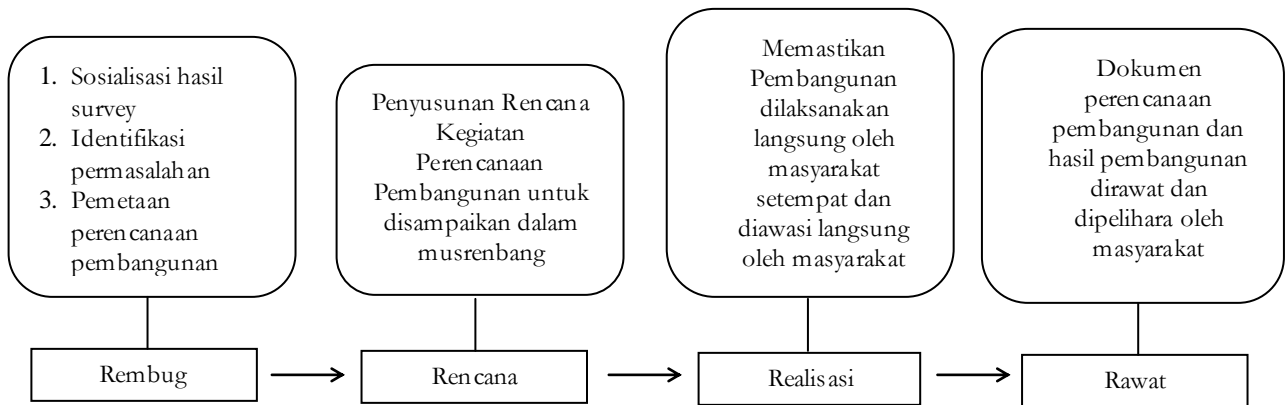 1. Sosialisasi hasil
survey
2. Identifikasi
permasalahan
3. Pemetaan
perencanaan
pembangunan
Penyusunan Rencana
Kegiatan
Perencanaan
Pembangunan untuk
disampaikan dalam
musrenbang
Memastikan
Pembangunan
dilaksanakan
langsung oleh
masyarakat
setempat dan
diawasi langsung
oleh masyarakat
Dokumen
perencanaan
pembangunan dan
hasil pembangunan
dirawat dan
dipelihara oleh
masyarakat
Rembug
Rencana
Realisasi
Rawat